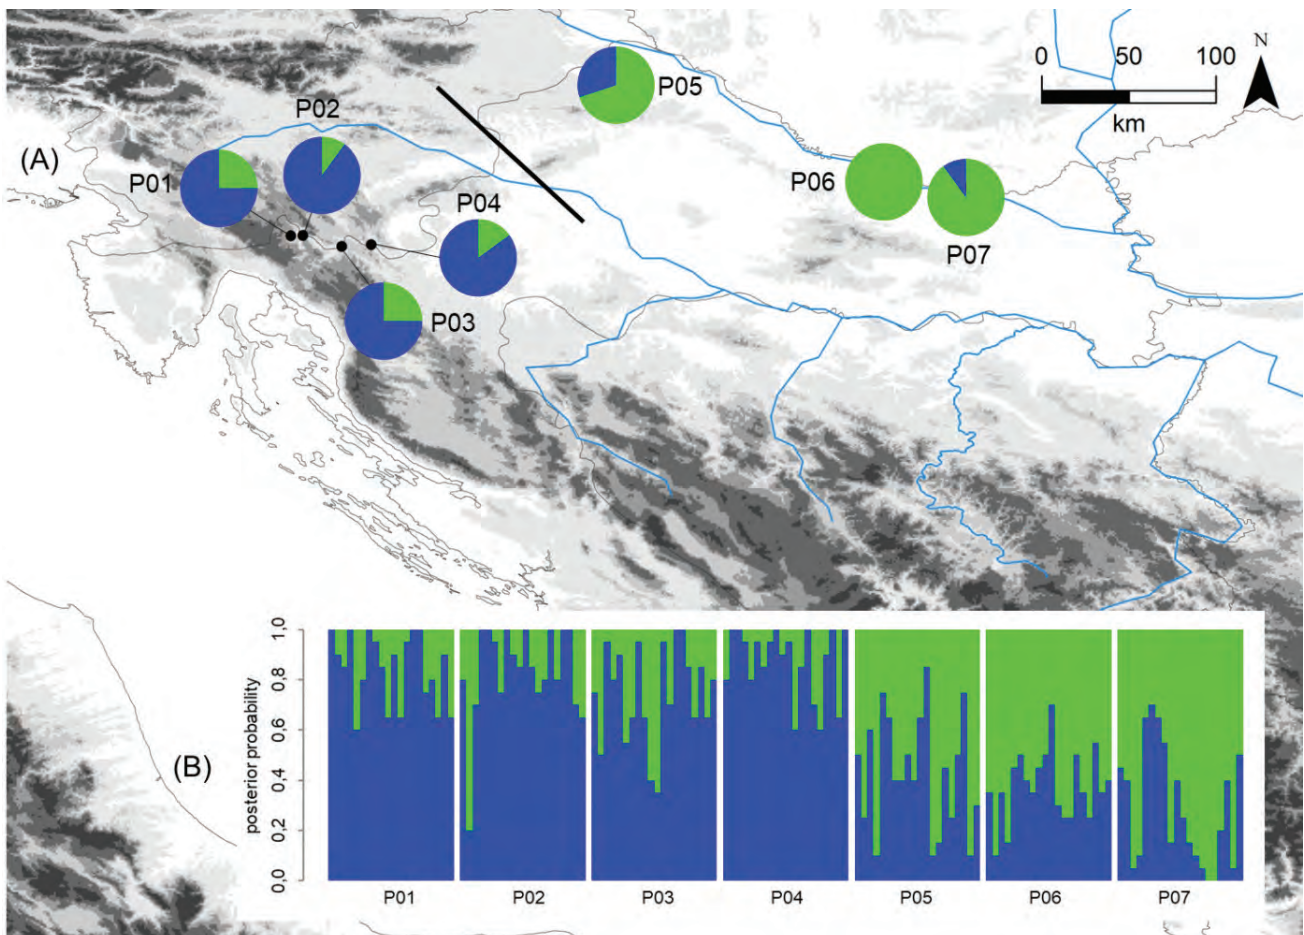 0 50 100
km
N
(A)
P01
P02
P03
P04
P05
P06
P07
(B)
posterior probability
1,0
0,8
0,6
0,4
0,2
0,0
P01 P02 P03 P04 P05 P06 P07